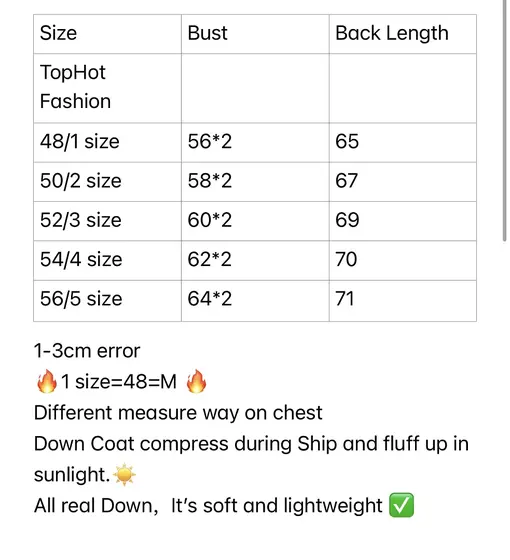 Size Bust Back Length
TopHot
Fashion
48/1 size 56*2 65
50/2 size 58*2 67
52/3 size 60*2 69
54/4 size 62*2 70
56/5 size 64*2 71
1-3cm error
🔥1 size=48=M 🔥
Different measure way on chest
Down Coat compress during Ship and fluff up in
sunlight.☀️
All real Down，It’s soft and lightweight ✅